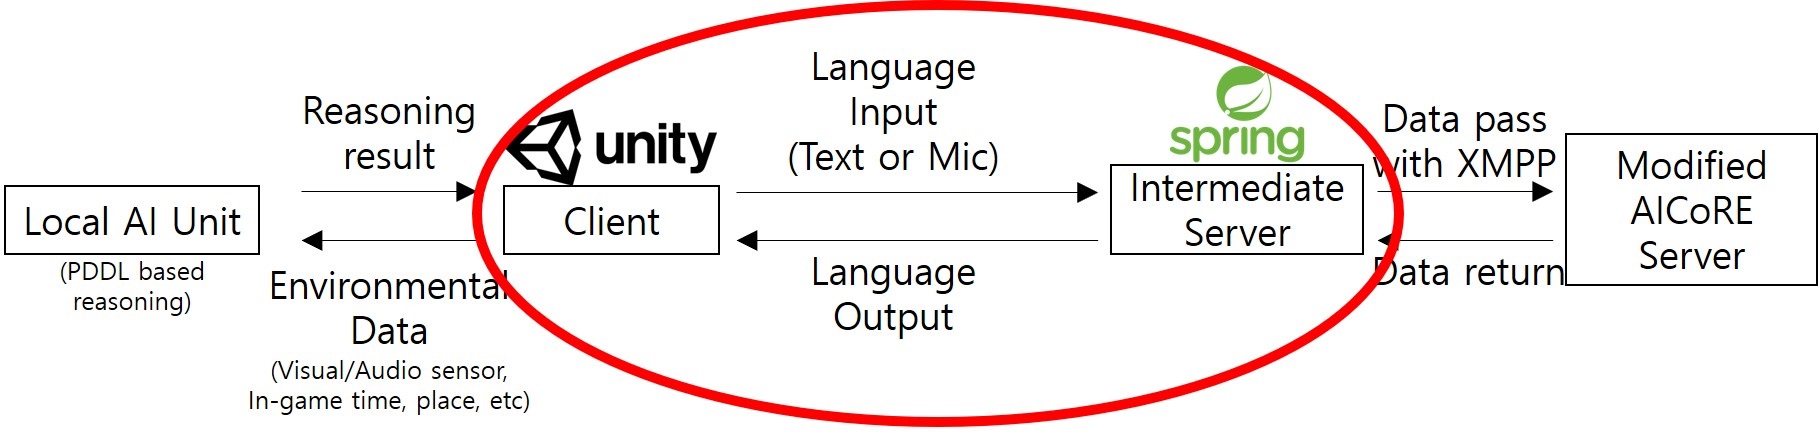 Reasoning
result
Local AI Unit
(PDDL based
reasoning)
Environmental
Data
(Visual/Audio sensor,
In-game time, place, etc)
unity
Client
Language
Input
(Text or Mic)
Language
Output
spring
Intermediate
Server
Data pass
with XMPP
Data return
Modified
AICoRE
Server